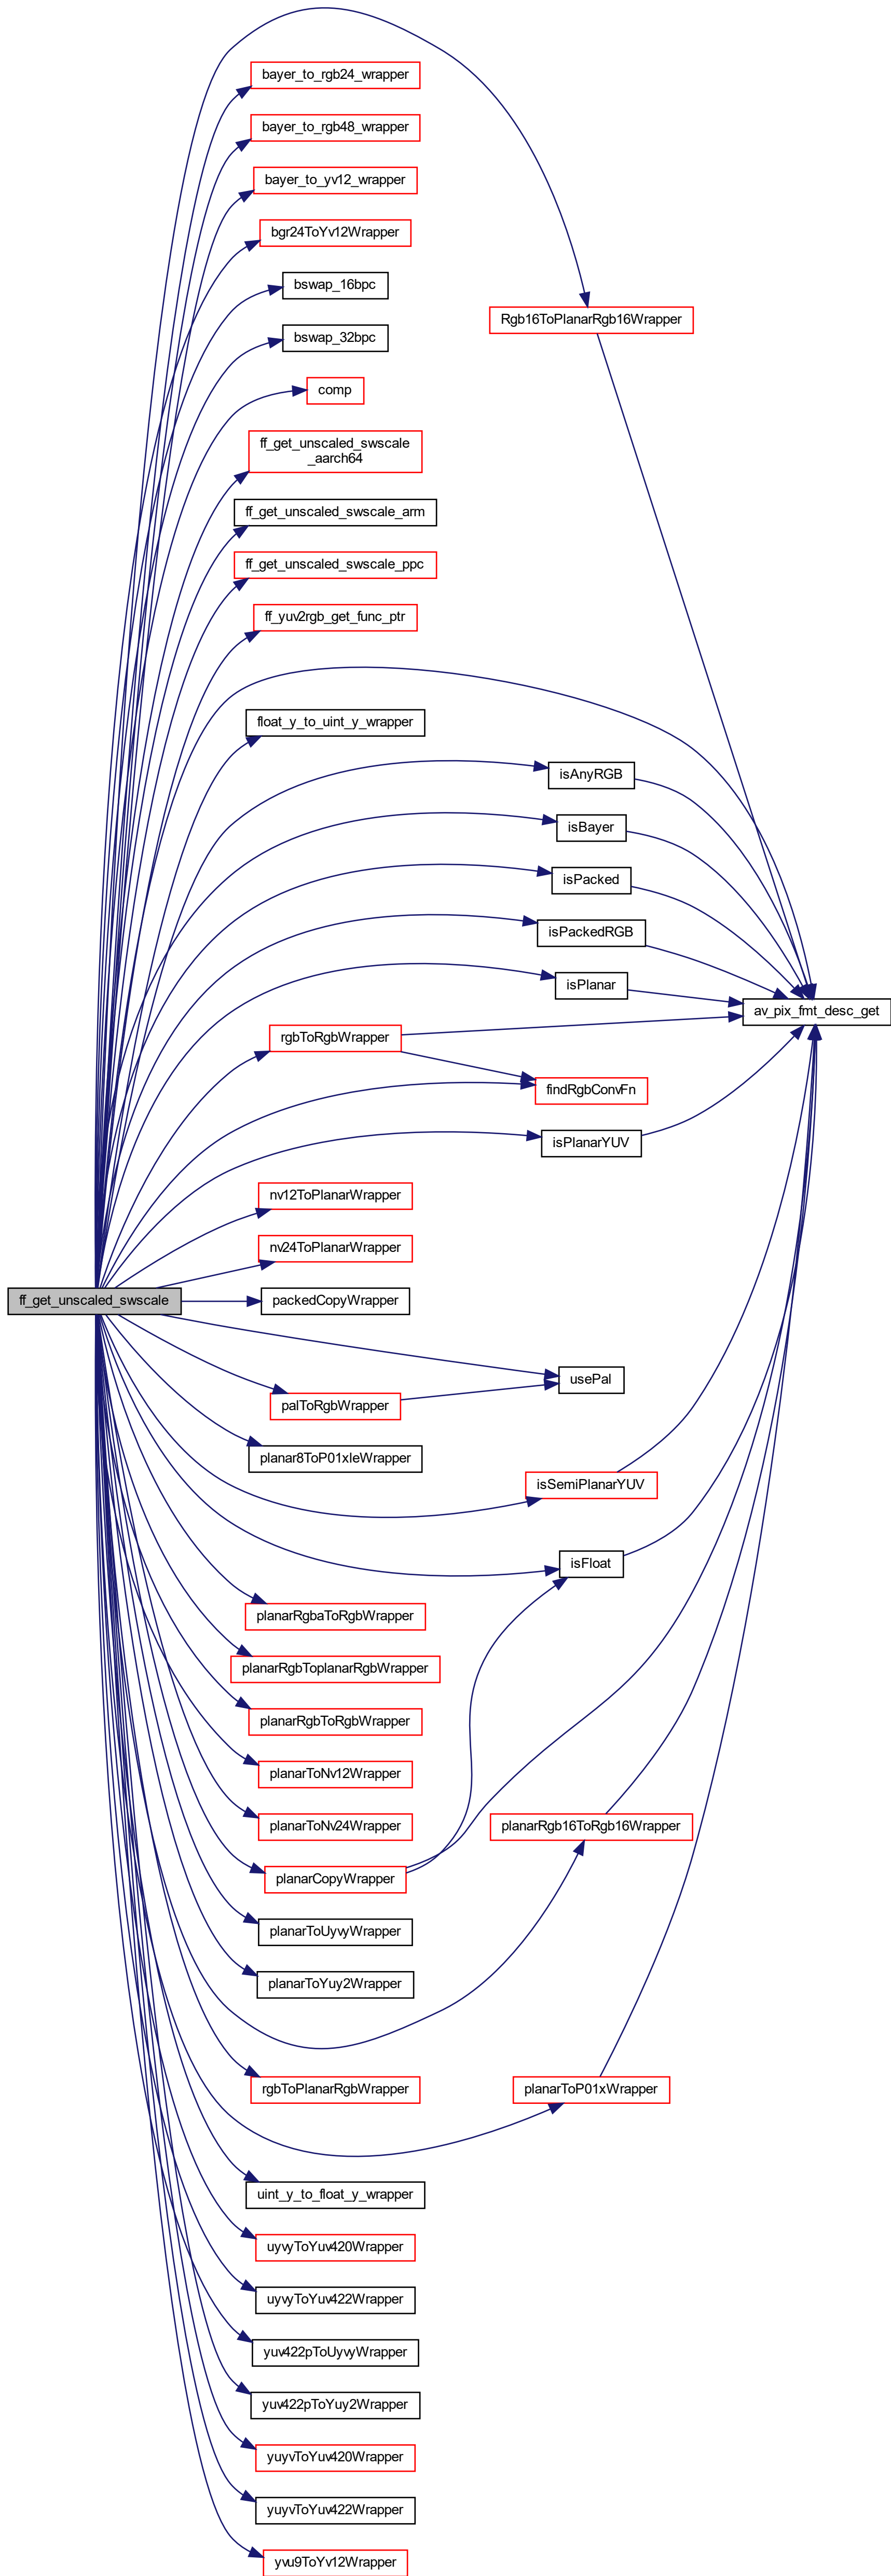 bayer_to_rgb24_wrapper
bayer_to_rgb48_wrapper
bayer_to_yv12_wrapper
bgr24ToYv12Wrapper
bswap_16bpc
Rgb16ToPlanarRgb16Wrapper
bswap_32bpc
comp
ff_get_unscaled_swscale
_aarch64
ff_get_unscaled_swscale_arm
ff_get_unscaled_swscale_ppc
ff_yuv2rgb_get_func_ptr
float_y_to_uint_y_wrapper
isAnyRGB
isBayer
isPacked
isPackedRGB
isPlanar
av_pix_fmt_desc_get
rgbToRgbWrapper
findRgbConvFn
isPlanarYUV
nv12ToPlanarWrapper
nv24ToPlanarWrapper
ff_get_unscaled_swscale
packedCopyWrapper
usePal
palToRgbWrapper
planar8ToP01xleWrapper
isSemiPlanarYUV
isFloat
planarRgbaToRgbWrapper
planarRgbToplanarRgbWrapper
planarRgbToRgbWrapper
planarToNv12Wrapper
planarToNv24Wrapper
planarRgb16ToRgb16Wrapper
planarCopyWrapper
planarToUyvyWrapper
planarToYuy2Wrapper
rgbToPlanarRgbWrapper
planarToP01xWrapper
uint_y_to_float_y_wrapper
uyvyToYuv420Wrapper
uyvyToYuv422Wrapper
yuv422pToUyvyWrapper
yuv422pToYuy2Wrapper
yuyvToYuv420Wrapper
yuyvToYuv422Wrapper
yvu9ToYv12Wrapper